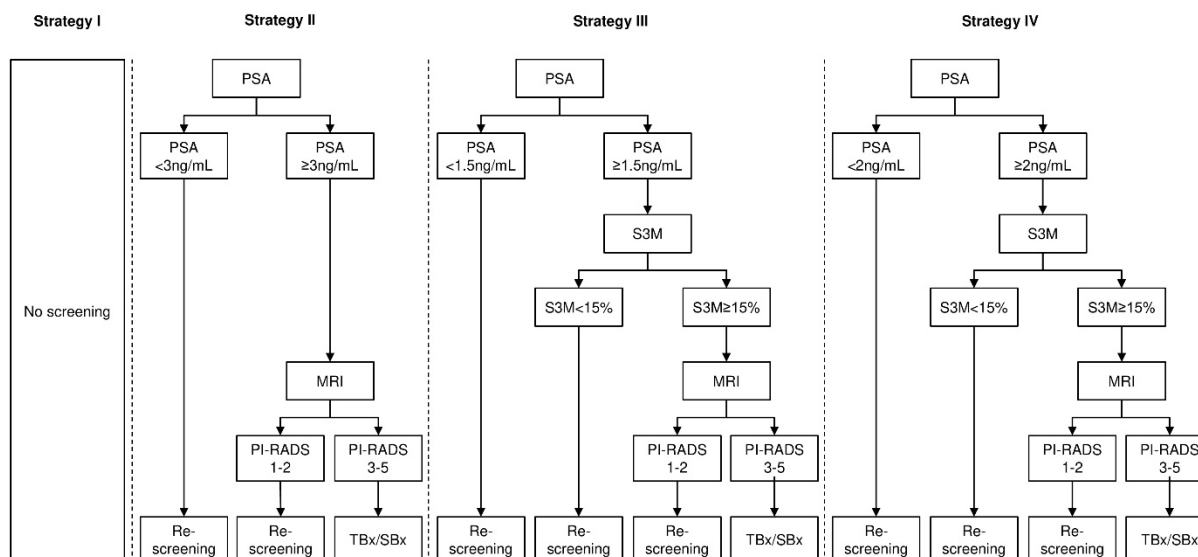 Strategy I
Strategy II
Strategy III
Strategy IV
No screening
PSA
PSA
<3ng/mL
PSA
≥3ng/mL
MRI
PI-RADS
1-2
PI-RADS
3-5
Re-
screening
Re-
screening
TBx/SBx
PSA
PSA
<1.5ng/mL
PSA
≥1.5ng/mL
S3M
S3M<15%
S3M≥15%
MRI
PI-RADS
1-2
PI-RADS
3-5
Re-
screening
Re-
screening
Re-
screening
TBx/SBx
PSA
PSA
<2ng/mL
PSA
≥2ng/mL
S3M
S3M<15%
S3M≥15%
MRI
PI-RADS
1-2
PI-RADS
3-5
Re-
screening
Re-
screening
Re-
screening
TBx/SBx